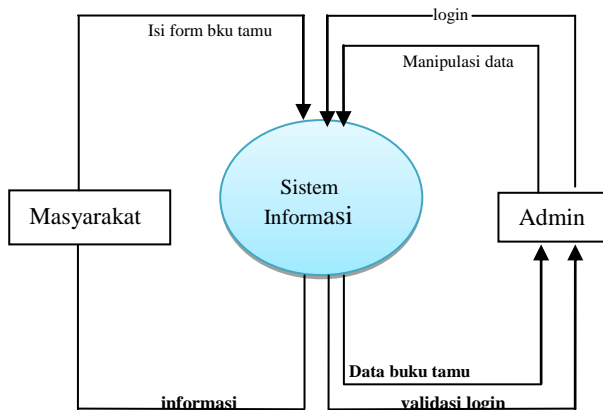 login
Isi form bku tamu
Manipulasi data
Sistem
Informasi
Masyarakat
Admin
Data buku tamu
informasi
validasi login